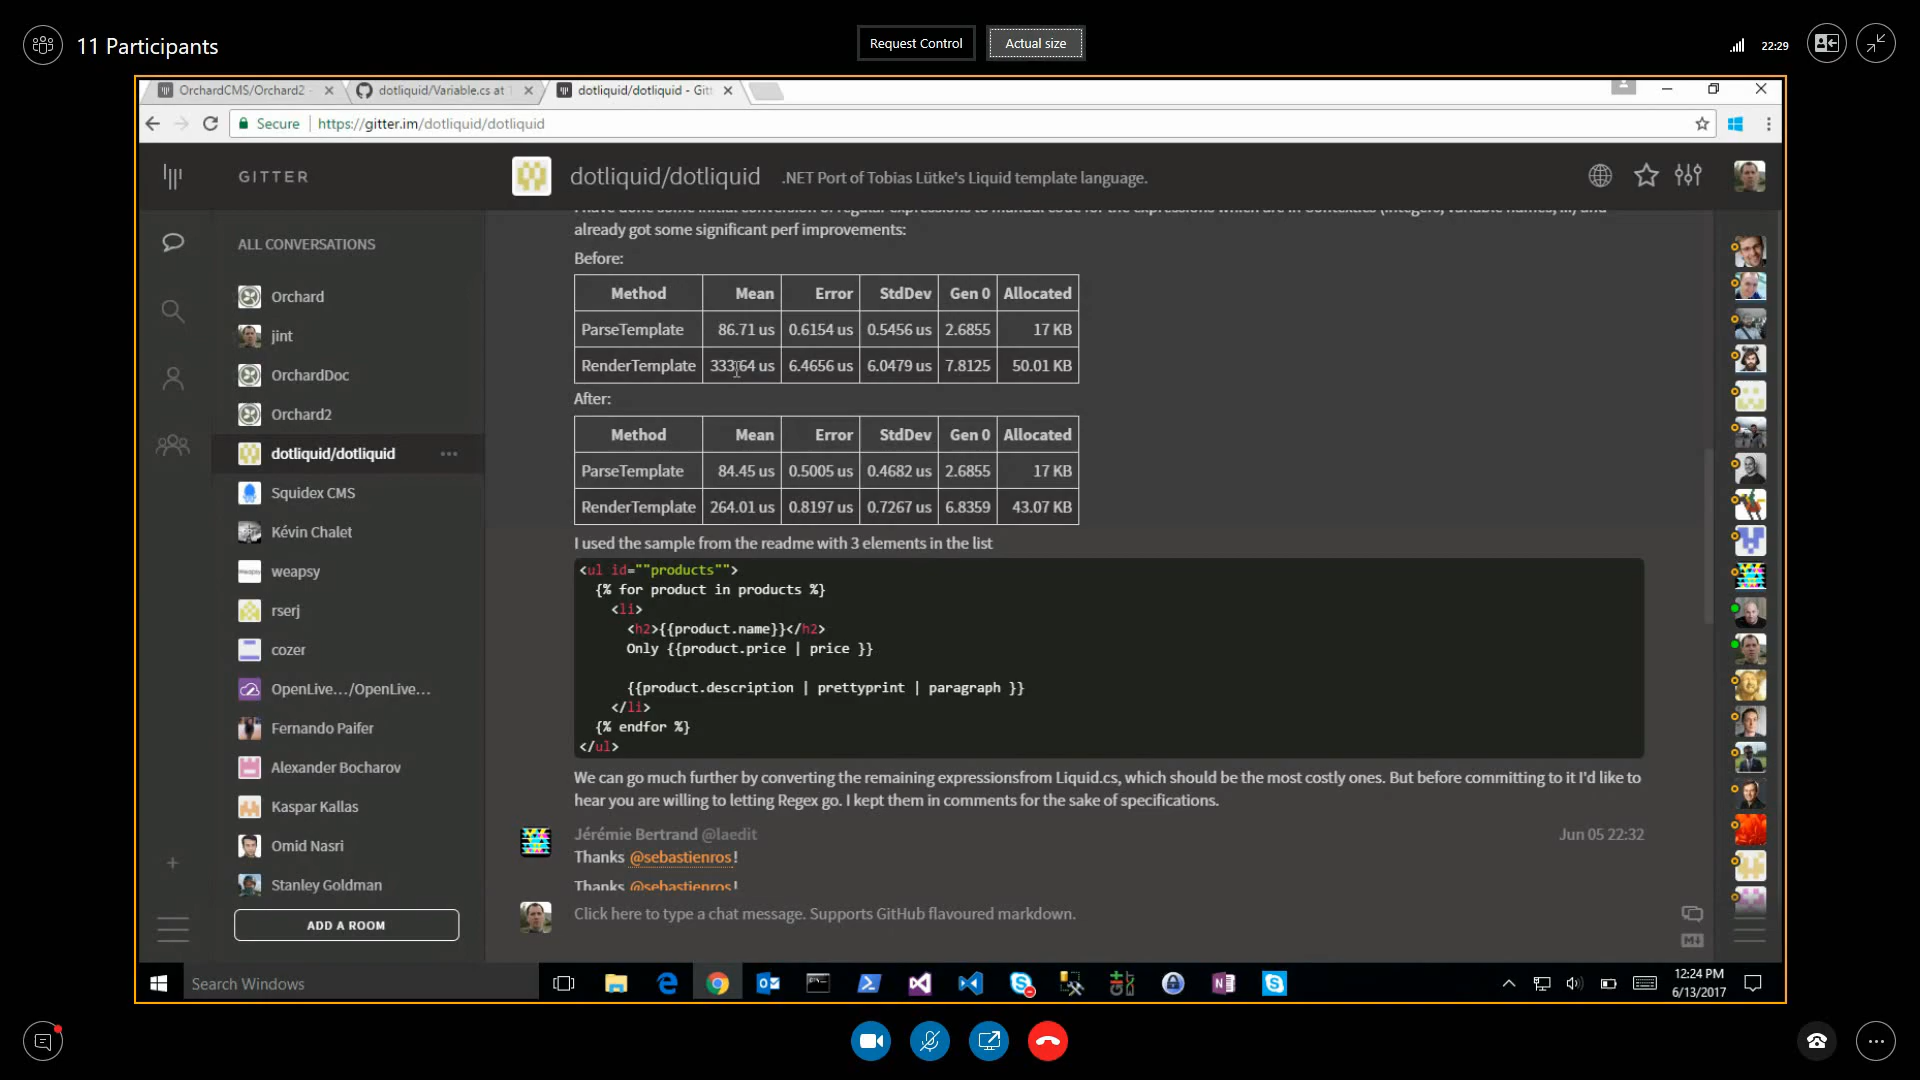 11 Participants
Request Control
Actual size
22:29
OrchardCMS/Orchard2 -
dotliquid/Variable.cs at
dotliquid/dotliquid - Gitt
Secure
https://gitter.im/dotliquid/dotliquid
GITTER
dotliquid/dotliquid
.NET Port of Tobias Lütke's Liquid template language.
ALL CONVERSATIONS
Orchard
jint
OrchardDoc
Orchard2
dotliquid/dotliquid
Squidex CMS
Kévin Chalet
weapsy
rserj
cozer
OpenLive…/OpenLive…
Fernando Paifer
Alexander Bocharov
Kaspar Kallas
Omid Nasri
Stanley Goldman
ADD A ROOM
already got some significant perf improvements:
Before:
Method Mean Error StdDev Gen 0 Allocated
ParseTemplate 86.71 us 0.6154 us 0.5456 us 2.6855 17 KB
RenderTemplate 333.64 us 6.4656 us 6.0479 us 7.8125 50.01 KB
After:
Method Mean Error StdDev Gen 0 Allocated
ParseTemplate 84.45 us 0.5005 us 0.4682 us 2.6855 17 KB
RenderTemplate 264.01 us 0.8197 us 0.7267 us 6.8359 43.07 KB
I used the sample from the readme with 3 elements in the list
<ul id=""products"">
{% for product in products %}
<li>
<h2>{{product.name}}</h2>
Only {{product.price | price }}
{{product.description | prettyprint | paragraph }}
</li>
{% endfor %}
</ul>
We can go much further by converting the remaining expressionsfrom Liquid.cs, which should be the most costly ones. But before committing to it I'd like to
hear you are willing to letting Regex go. I kept them in comments for the sake of specifications.
Jérémie Bertrand @laedit
Jun 05 22:32
Thanks @sebastienros!
Thanks @sebastienros!
Click here to type a chat message. Supports GitHub flavoured markdown.
Search Windows
12:24 PM
6/13/2017